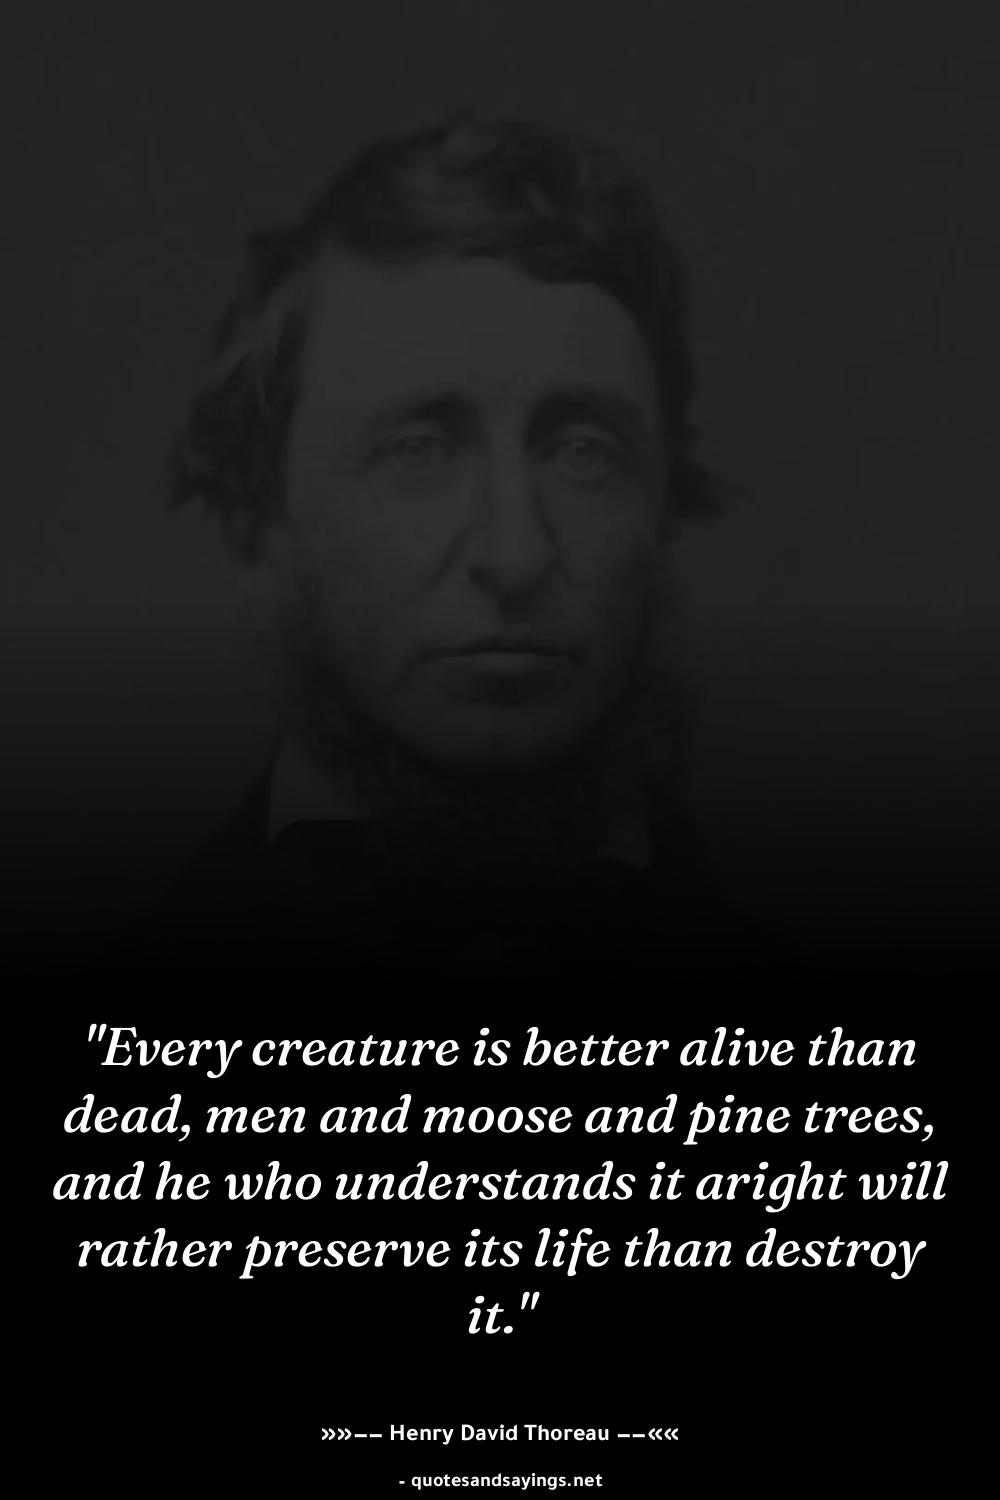 "Every creature is better alive than
dead, men and moose and pine trees,
and he who understands it aright will
rather preserve its life than destroy
it."
»»−− Henry David Thoreau −−««
- quotesandsayings.net